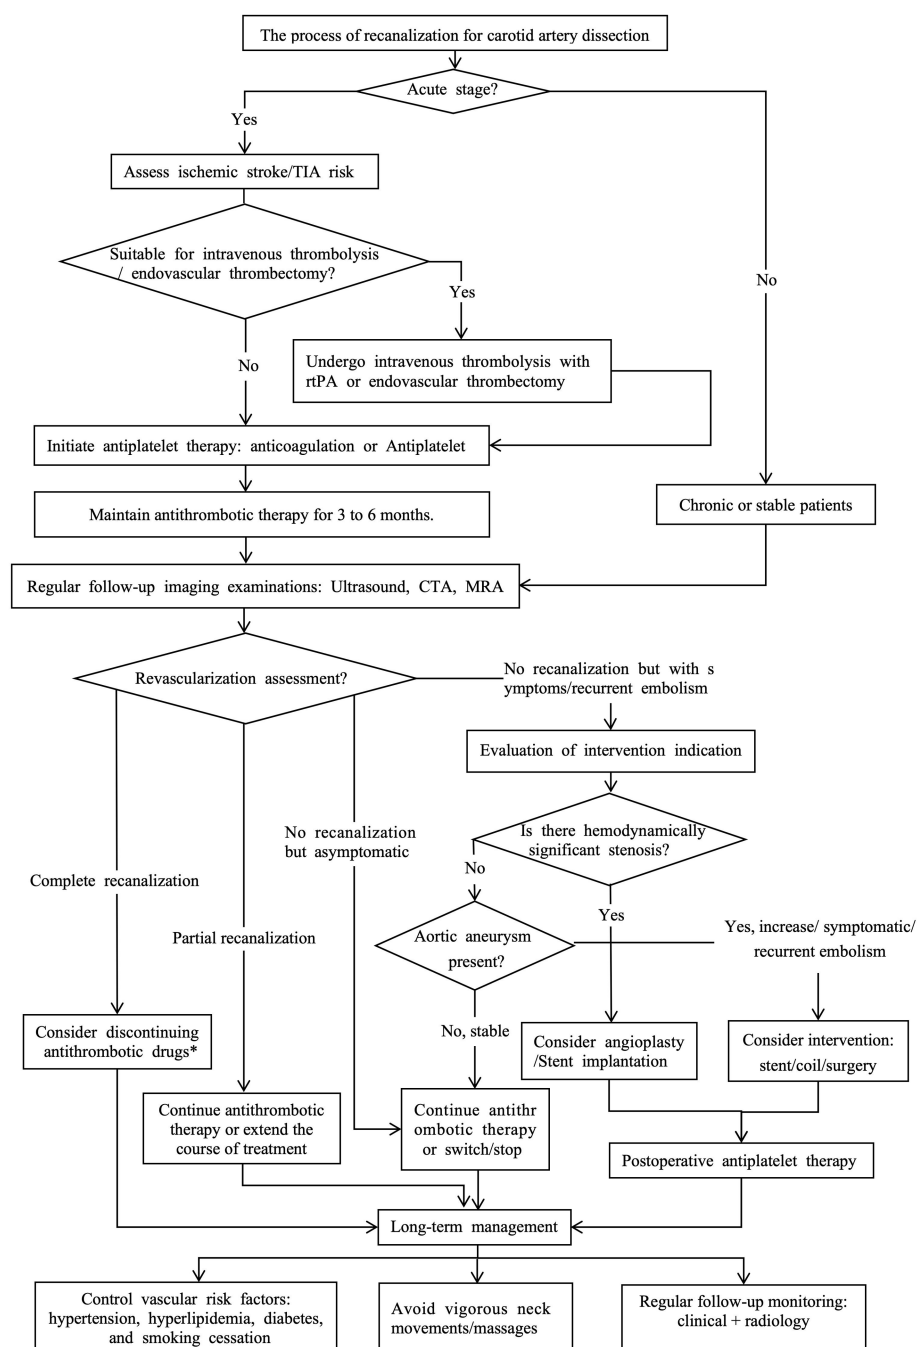 The process of recanalization for carotid artery dissection
Acute stage?
Yes
Assess ischemic stroke/TIA risk
Suitable for intravenous thrombolysis
/ endovascular thrombectomy?
Yes
No
No
Undergo intravenous thrombolysis with
rtPA or endovascular thrombectomy
Initiate antiplatelet therapy: anticoagulation or Antiplatelet
Maintain antithrombotic therapy for 3 to 6 months.
Chronic or stable patients
Regular follow-up imaging examinations: Ultrasound, CTA, MRA
Revascularization assessment?
No recanalization but with s
ymptoms/recurrent embolism
Evaluation of intervention indication
Is there hemodynamically
significant stenosis?
No recanalization
but asymptomatic
No
Complete recanalization
Yes
Partial recanalization
Aortic aneurysm
present?
Yes, increase/ symptomatic/
recurrent embolism
No, stable
Consider discontinuing
antithrombotic drugs*
Consider angioplasty
/Stent implantation
Consider intervention:
stent/coil/surgery
Continue antithrombotic
therapy or extend the
course of treatment
Continue antithr
ombotic therapy
or switch/stop
Postoperative antiplatelet therapy
Long-term management
Control vascular risk factors:
hypertension, hyperlipidemia, diabetes,
and smoking cessation
Avoid vigorous neck
movements/massages
Regular follow-up monitoring:
clinical + radiology